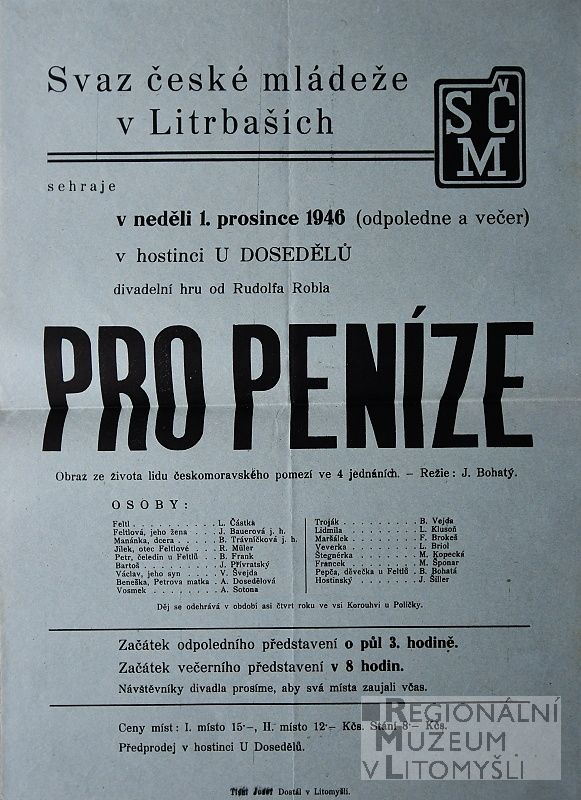 Svaz české mládeže
v Litrbaších
SČM
sehraje
v neděli 1. prosince 1946 (odpoledne a večer)
v hostinci U DOSEDĚLŮ
divadelní hru od Rudolfa Robla
PRO PENÍZE
Obraz ze života lidu českomoravského pomezí ve 4 jednáních. – Režie: J. Bohatý.
OSOBY:
Feltl . . . . . . . . . . . L. Částka
Feltlová, jeho žena . . . J. Bauerová j. h.
Manánka, dcera . . . . B. Trávníčková j. h.
Jílek, otec Feltlové . . . R. Müler
Petr, čeledín u Feltlů . . B. Frank
Bartoš . . . . . . . . . . J. Přívratský
Václav, jeho syn . . . . V. Švejda
Beneška, Petrova matka . A. Dosedělová
Vosmek . . . . . . . . . A. Sotona
Troják . . . . . . . . . . B. Vejda
Lidmila . . . . . . . . . L. Klusoň
Maršálek . . . . . . . . F. Brokeš
Veverka . . . . . . . . . L. Briol
Štegnérka . . . . . . . . M. Kopecká
Francek . . . . . . . . . M. Šponar
Pepča, děvečka u Feltlů . B. Bohatá
Hostinský . . . . . . . . J. Šiller
Děj se odehrává v období asi čtvrt roku ve vsi Korouhvi u Poličky.
Začátek odpoledního představení o půl 3. hodině.
Začátek večerního představení v 8 hodin.
Návštěvníky divadla prosíme, aby svá místa zaujali včas.
Ceny míst: I. místo 15·–, II. místo 12·– Kčs. Stání 8·– Kčs.
Předprodej v hostinci U Dosedělů.
Tisk Josef Dostál v Litomyšli.
REGIONÁLNÍ
MUZEUM
V LITOMYŠLI